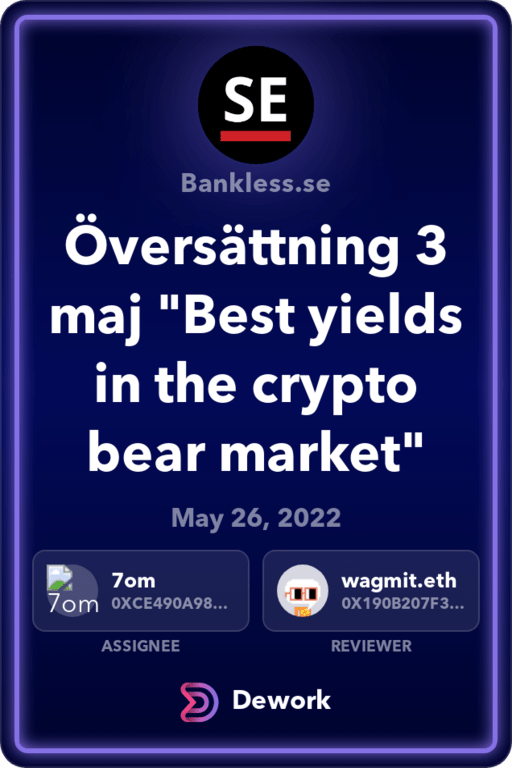 SE
Bankless.se
Översättning 3
maj "Best yields
in the crypto
bear market"
May 26, 2022
7om
7om
0XCE490A98...
wagmit.eth
0X190B207F3...
ASSIGNEE
REVIEWER
Dework